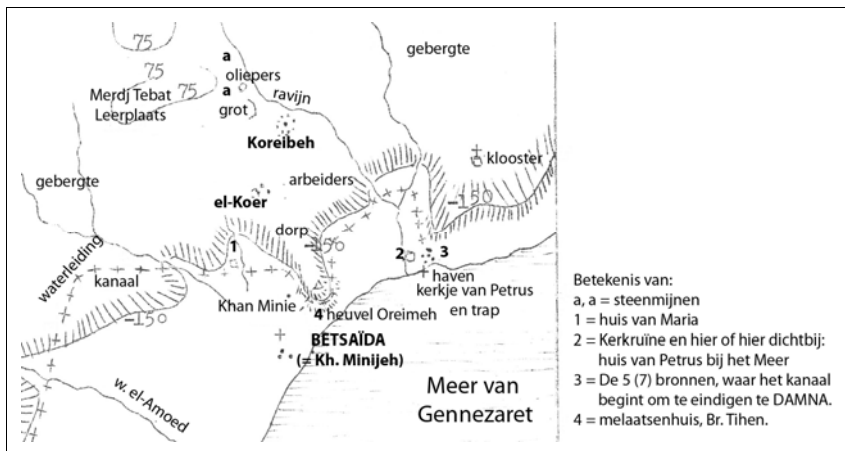 75
gebergte
a
75
oliepers
Merdj Tebat
75
a
Leerplaats
grot
ravijn
Koreibeh
klooster
gebergte
arbeiders
-150
el-Koer
dorp
-150
1
2
3
waterleiding
kanaal
haven
Khan Minie
kerkje van Petrus
en trap
4 heuvel Oreimeh
-150
BETSAÏDA
(= Kh. Minijeh)
w. el-Amoed
Meer van
Gennezaret
Betekenis van:
a, a = steenmijnen
1 = huis van Maria
2 = Kerkruïne en hier of hier dichtbij:
huis van Petrus bij het Meer
3 = De 5 (7) bronnen, waar het kanaal
begint om te eindigen te DAMNA.
4 = melaatsenhuis, Br. Tihen.